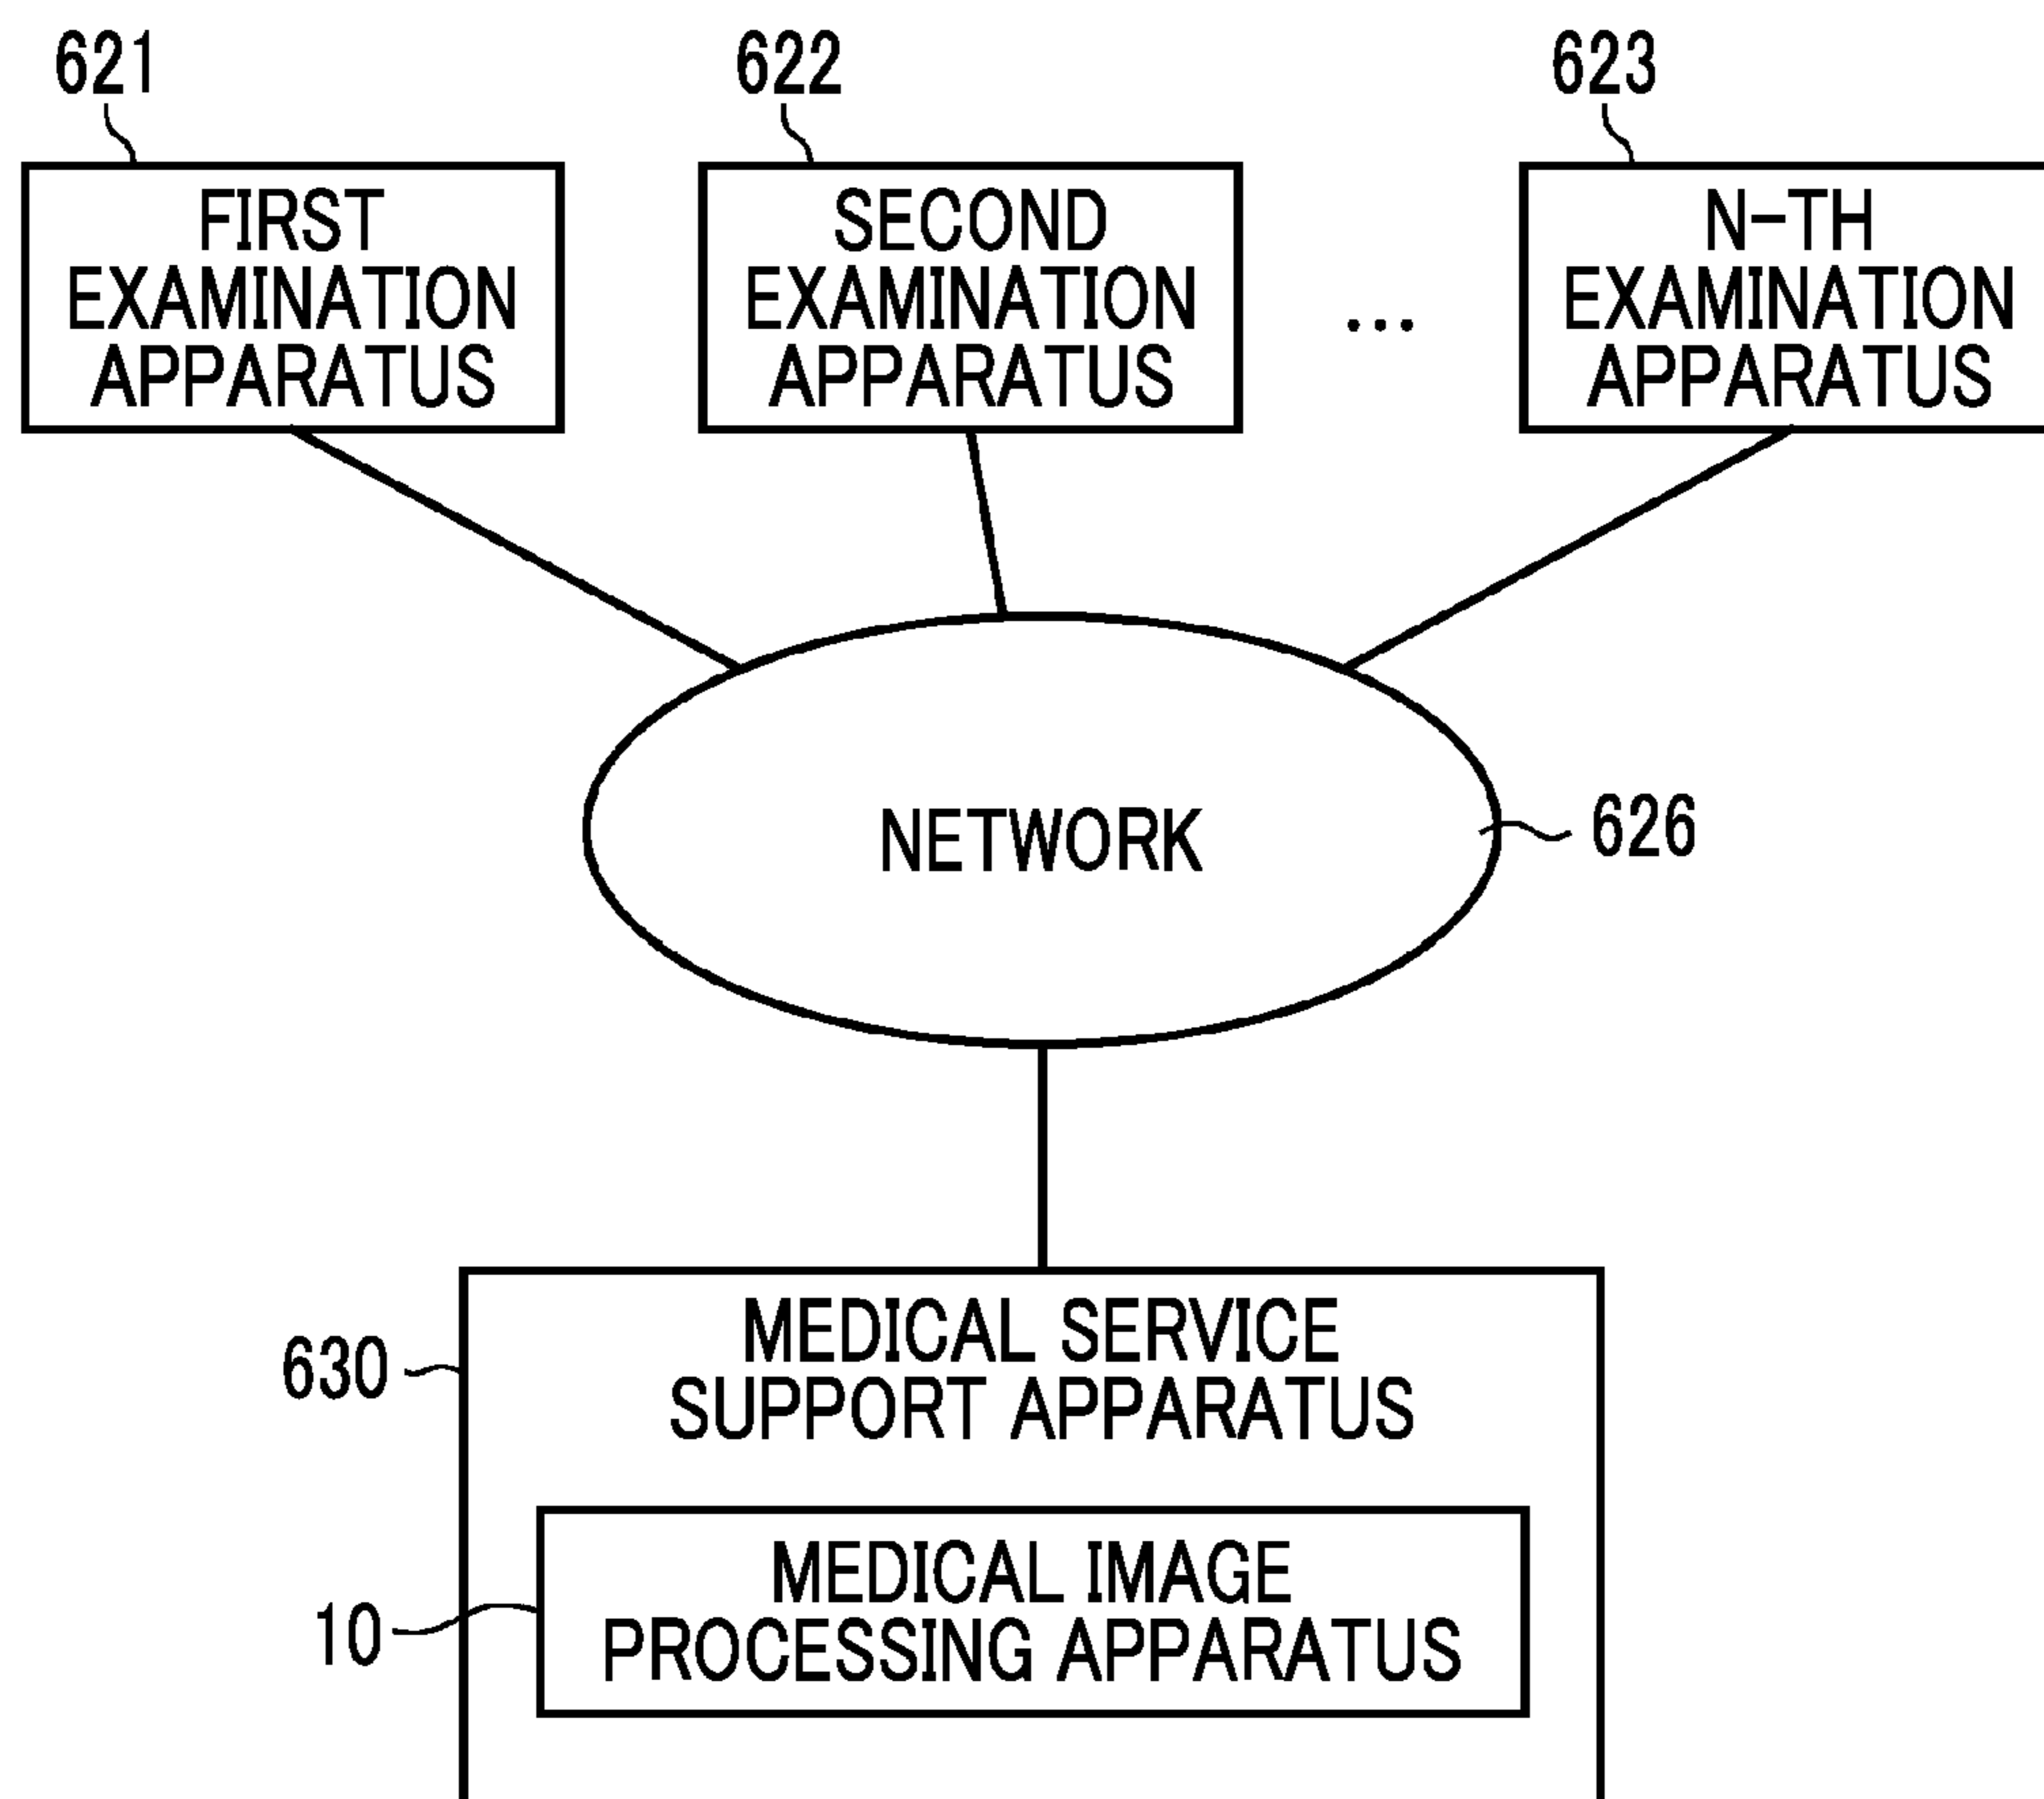 621
622
623
FIRST
EXAMINATION
APPARATUS
SECOND
EXAMINATION
APPARATUS
...
N-TH
EXAMINATION
APPARATUS
NETWORK
626
630
MEDICAL SERVICE
SUPPORT APPARATUS
10
MEDICAL IMAGE
PROCESSING APPARATUS